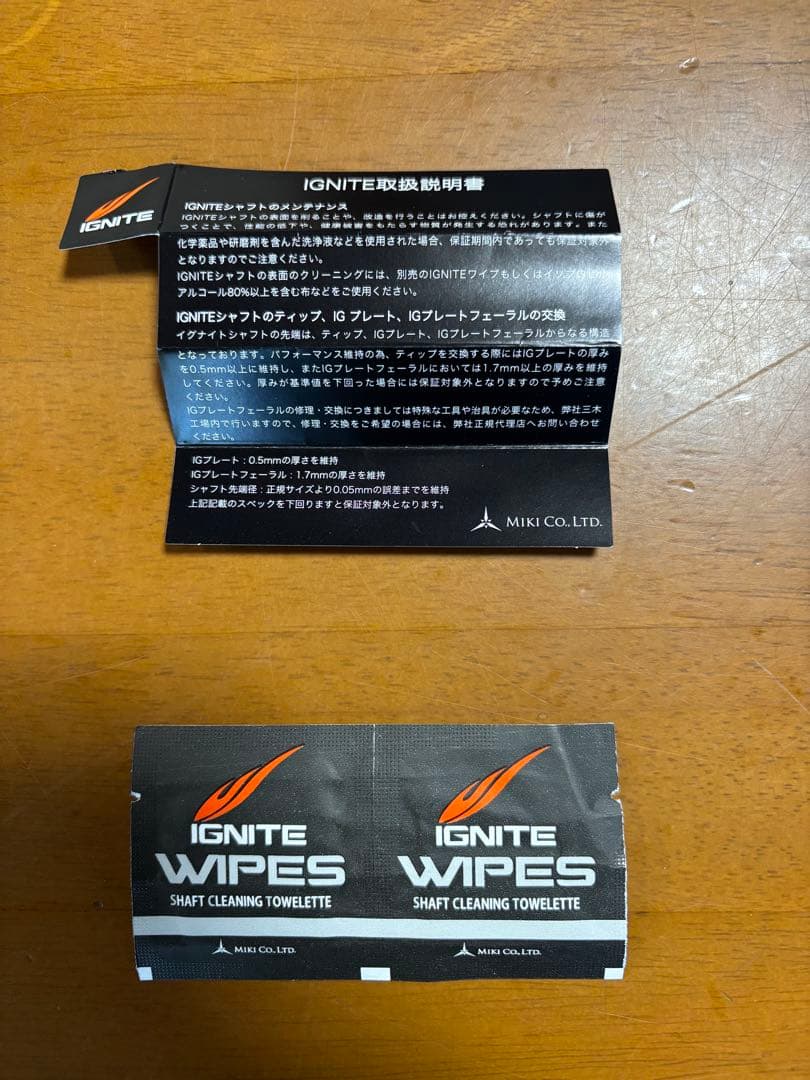 IGNITE
IGNITE取扱説明書
IGNITEシャフトのメンテナンス
IGNITEシャフトの表面を削ることや、改造を行うことはお控えください。シャフトに傷が
つくことで、性能の低下や、健康被害をもたらす物質が発生する恐れがあります。また
化学薬品や研磨剤を含んだ洗浄液などを使用された場合、保証期間内であっても保証対象外
となりますのでご注意ください。
IGNITEシャフトの表面のクリーニングには、別売のIGNITEワイプもしくはイソプロピル
アルコール80%以上を含む布などをご使用ください。
IGNITEシャフトのティップ、IG プレート、IGプレートフェーラルの交換
イグナイトシャフトの先端は、ティップ、IGプレート、IGプレートフェーラルからなる構造
となっております。パフォーマンス維持の為、ティップを交換する際にはIGプレートの厚み
を0.5mm以上に維持し、またIGプレートフェーラルにおいては1.7mm以上の厚みを維持
してください。厚みが基準値を下回った場合には保証対象外となりますので予めご注意
ください。
IGプレートフェーラルの修理・交換につきましては特殊な工具や治具が必要なため、弊社三木
工場内で行いますので、修理・交換をご希望の場合には、弊社正規代理店へお問い合わせ
ください。
IGプレート : 0.5mmの厚さを維持
IGプレートフェーラル : 1.7mmの厚さを維持
シャフト先端径 : 正規サイズより0.05mmの誤差までを維持
上記記載のスペックを下回りますと保証対象外となります。
MIKI CO., LTD.
IGNITE
WIPES
SHAFT CLEANING TOWELETTE
MIKI CO., LTD.
IGNITE
WIPES
SHAFT CLEANING TOWELETTE
MIKI CO., LTD.